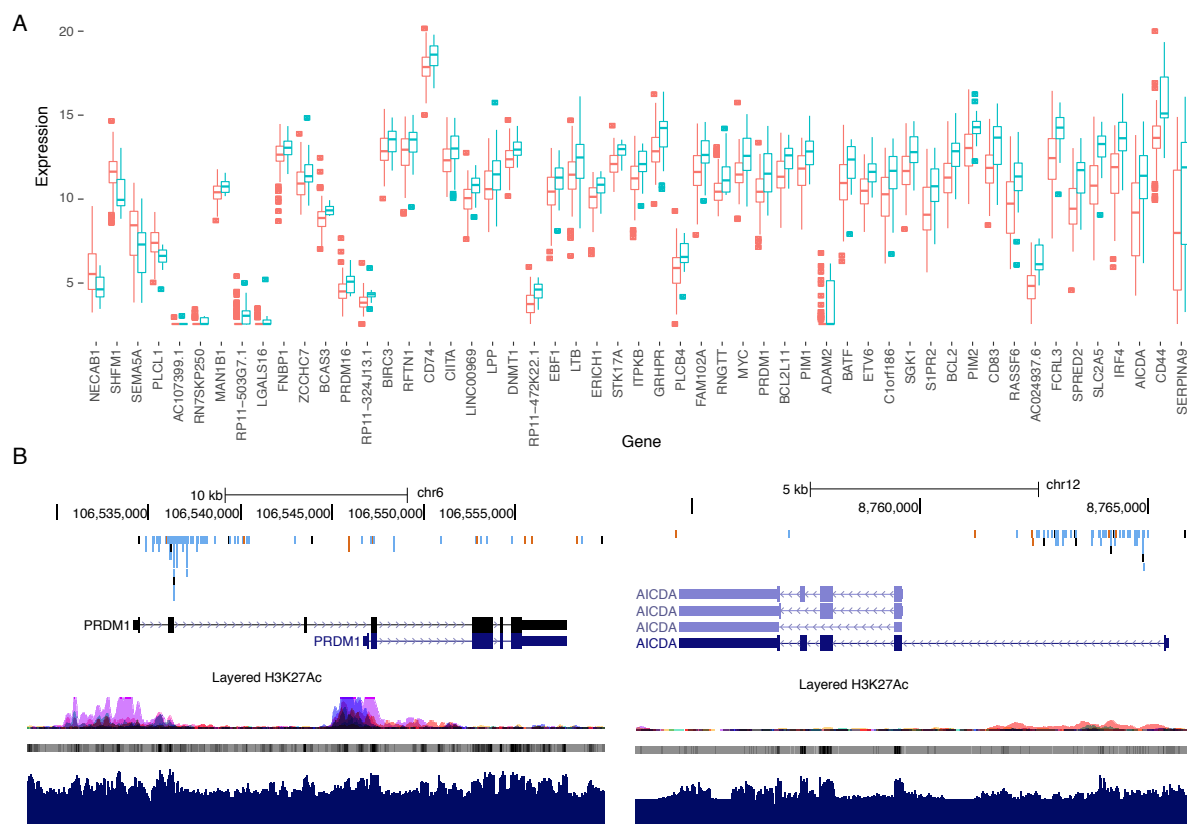 A
Expression
20
15
10
5
NECAB1
SHFM1
SEMA5A
PLCL1
AC107399.1
RN7SKP250
MAN1B1
RP11−503G7.1
LGALS16
FNBP1
ZCCHC7
BCAS3
PRDM16
RP11−324J13.1
BIRC3
RFTN1
CD74
CIITA
LINC00969
LPP
DNMT1
RP11−472K22.1
EBF1
LTB
ERICH1
STK17A
ITPKB
GRHPR
PLCB4
FAM102A
RNGTT
MYC
PRDM1
BCL2L11
PIM1
ADAM2
BATF
ETV6
C1orf186
SGK1
S1PR2
BCL2
PIM2
CD83
RASSF6
AC024937.6
FCRL3
SPRED2
SLC2A5
IRF4
AICDA
CD44
SERPINA9
Gene
B
10 kb
chr6
106,535,000
106,540,000
106,545,000
106,550,000
106,555,000
PRDM1
PRDM1
Layered H3K27Ac
5 kb
chr12
8,760,000
8,765,000
AICDA
AICDA
AICDA
AICDA
Layered H3K27Ac